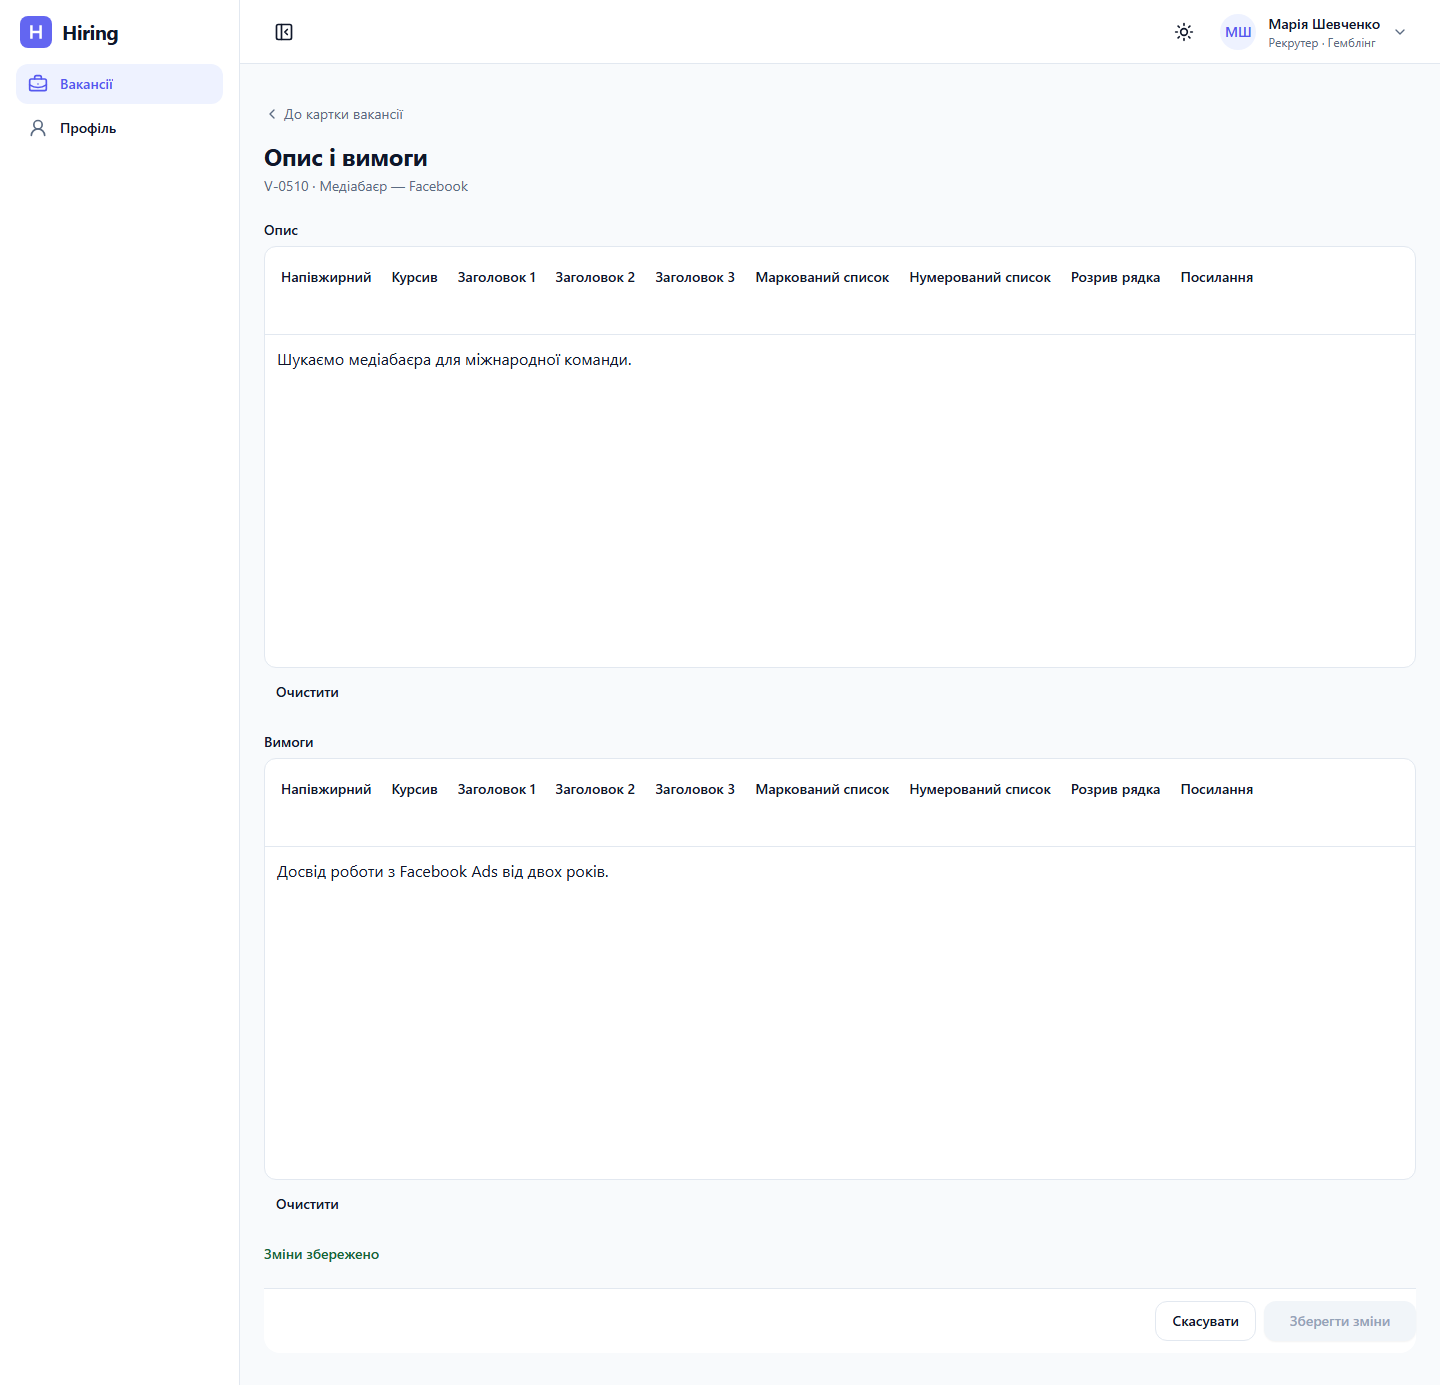 H Hiring
Вакансії
Профіль
МШ
Марія Шевченко
Рекрутер · Гемблінг
До картки вакансії
Опис і вимоги
V-0510 · Медіабаєр — Facebook
Опис
Напівжирний Курсив Заголовок 1 Заголовок 2 Заголовок 3 Маркований список Нумерований список Розрив рядка Посилання
Шукаємо медіабаєра для міжнародної команди.
Очистити
Вимоги
Напівжирний Курсив Заголовок 1 Заголовок 2 Заголовок 3 Маркований список Нумерований список Розрив рядка Посилання
Досвід роботи з Facebook Ads від двох років.
Очистити
Зміни збережено
Скасувати Зберегти зміни